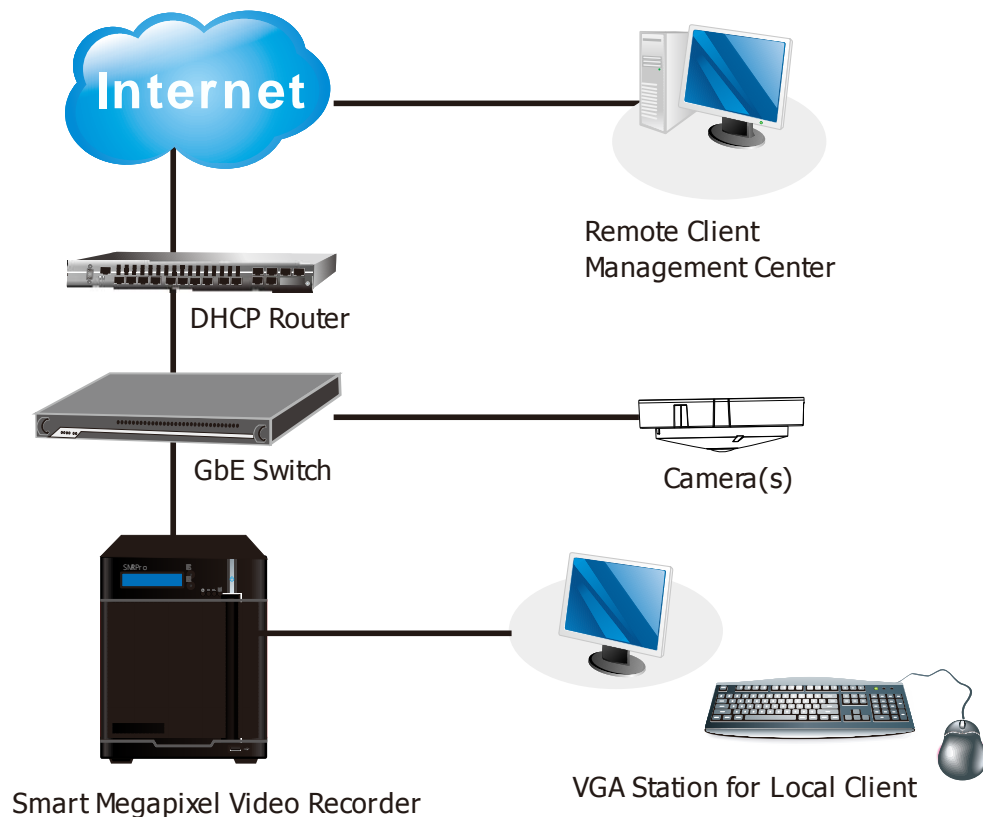 Internet
Remote Client
Management Center
DHCP Router
GbE Switch
Camera(s)
VGA Station for Local Client
Smart Megapixel Video Recorder